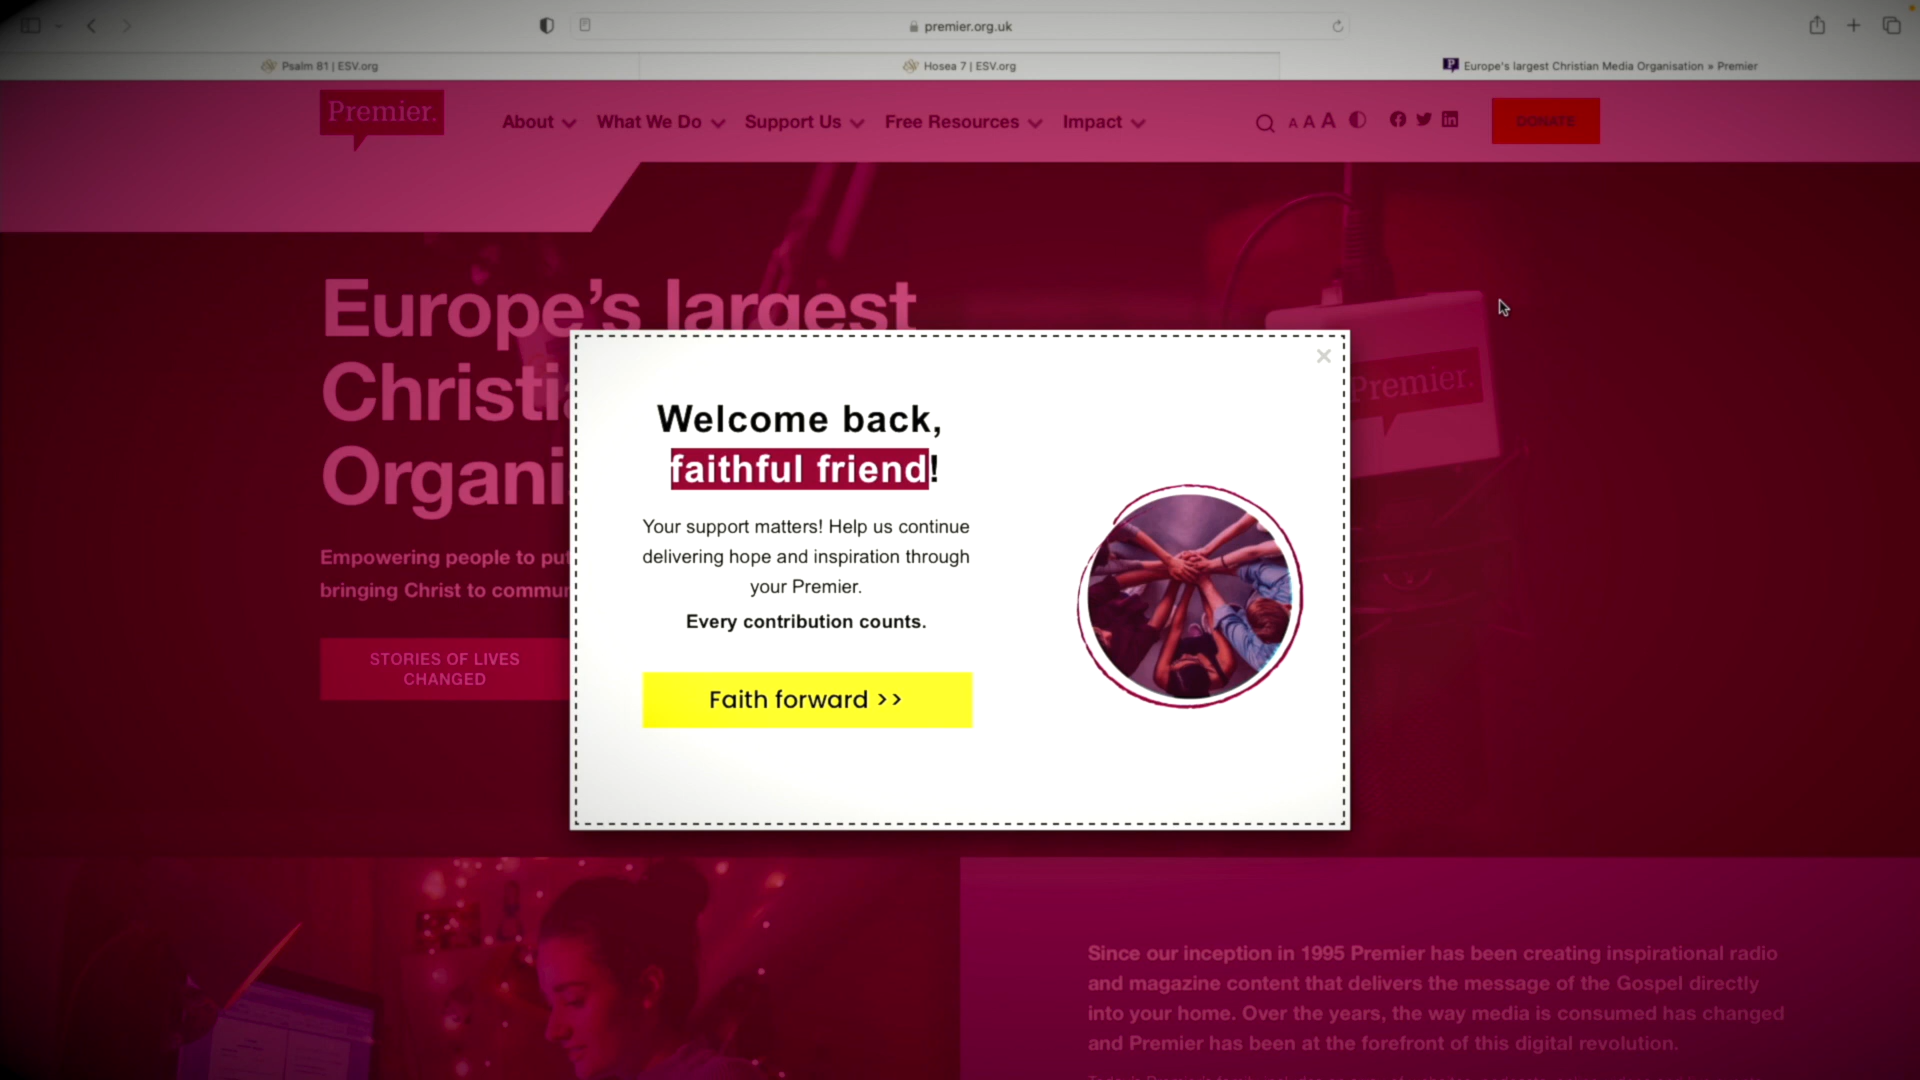 premier.org.uk
Psalm 81 | ESV.org
Hosea 7 | ESV.org
Europe's largest Christian Media Organisation » Premier
Premier.
About
What We Do
Support Us
Free Resources
Impact
A A A
DONATE
Europe's largest
Christi
Organi
Empowering people to pu
bringing Christ to commu
STORIES OF LIVES
CHANGED
Premier.
Welcome back,
faithful friend!
Your support matters! Help us continue
delivering hope and inspiration through
your Premier.
Every contribution counts.
Faith forward >>
Since our inception in 1995 Premier has been creating inspirational radio
and magazine content that delivers the message of the Gospel directly
into your home. Over the years, the way media is consumed has changed
and Premier has been at the forefront of this digital revolution.